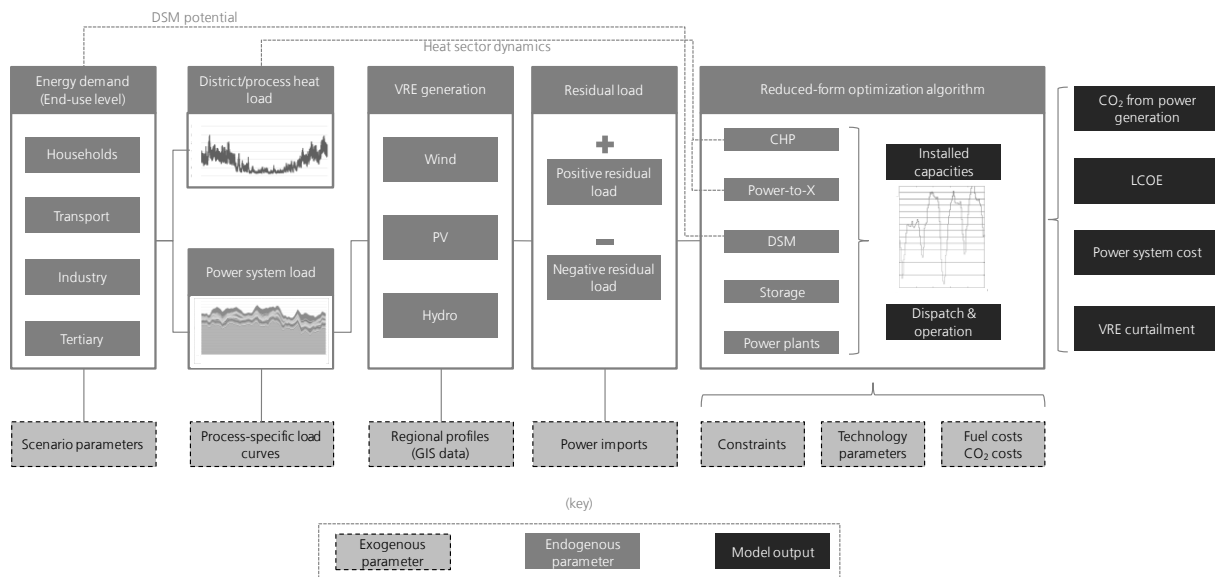 DSM potential
Heat sector dynamics
Energy demand
(End-use level)
Households
Transport
Industry
Tertiary
District/process heat
load
Power system load
VRE generation
Wind
PV
Hydro
Residual load
+
Positive residual
load
−
Negative residual
load
Reduced-form optimization algorithm
CHP
Power-to-X
DSM
Storage
Power plants
Installed
capacities
Dispatch &
operation
CO₂ from power
generation
LCOE
Power system cost
VRE curtailment
Scenario parameters
Process-specific load
curves
Regional profiles
(GIS data)
Power imports
Constraints
Technology
parameters
Fuel costs
CO₂ costs
(key)
Exogenous
parameter
Endogenous
parameter
Model output